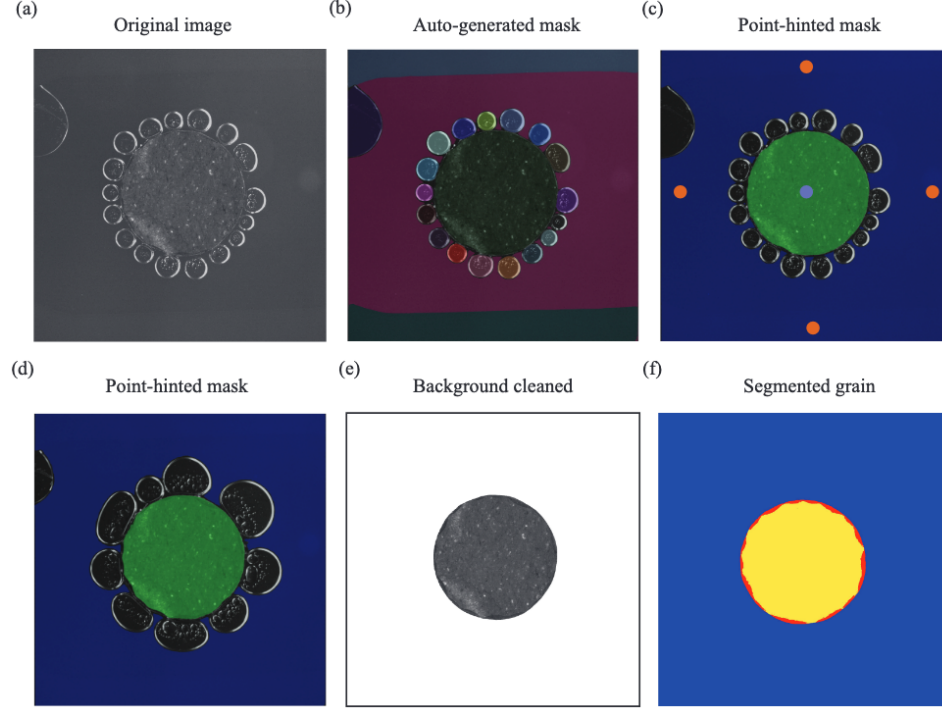 (a)
Original image
(b)
Auto-generated mask
(c)
Point-hinted mask
(d)
Point-hinted mask
(e)
Background cleaned
(f)
Segmented grain